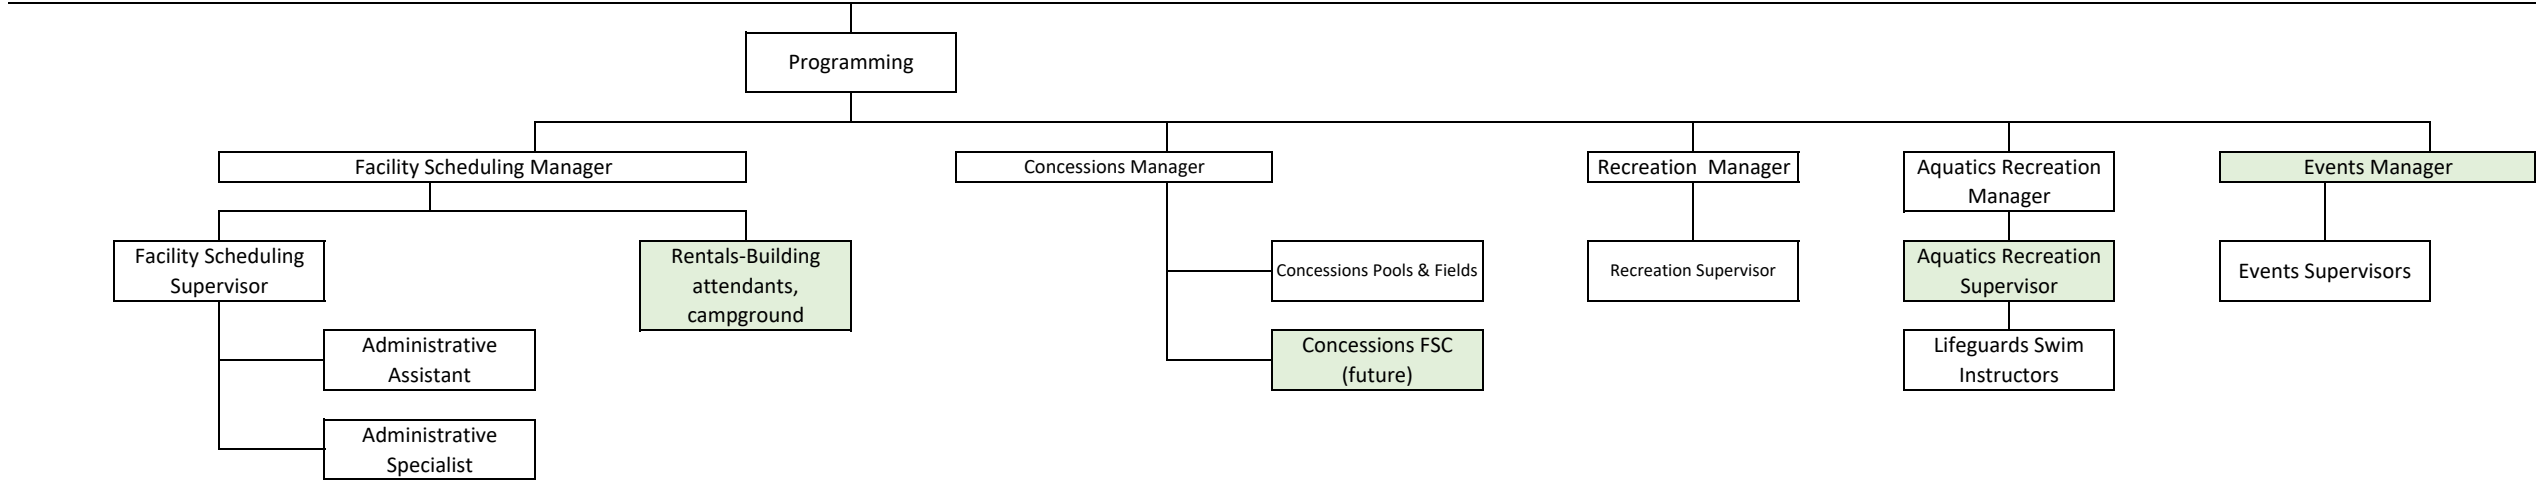 Programming
Facility Scheduling Manager
Concessions Manager
Recreation  Manager
Aquatics Recreation
Manager
Events Manager
Facility Scheduling
Supervisor
Rentals-Building
attendants,
campground
Concessions Pools & Fields
Recreation Supervisor
Aquatics Recreation
Supervisor
Events Supervisors
Administrative
Assistant
Concessions FSC
(future)
Lifeguards Swim
Instructors
Administrative
Specialist